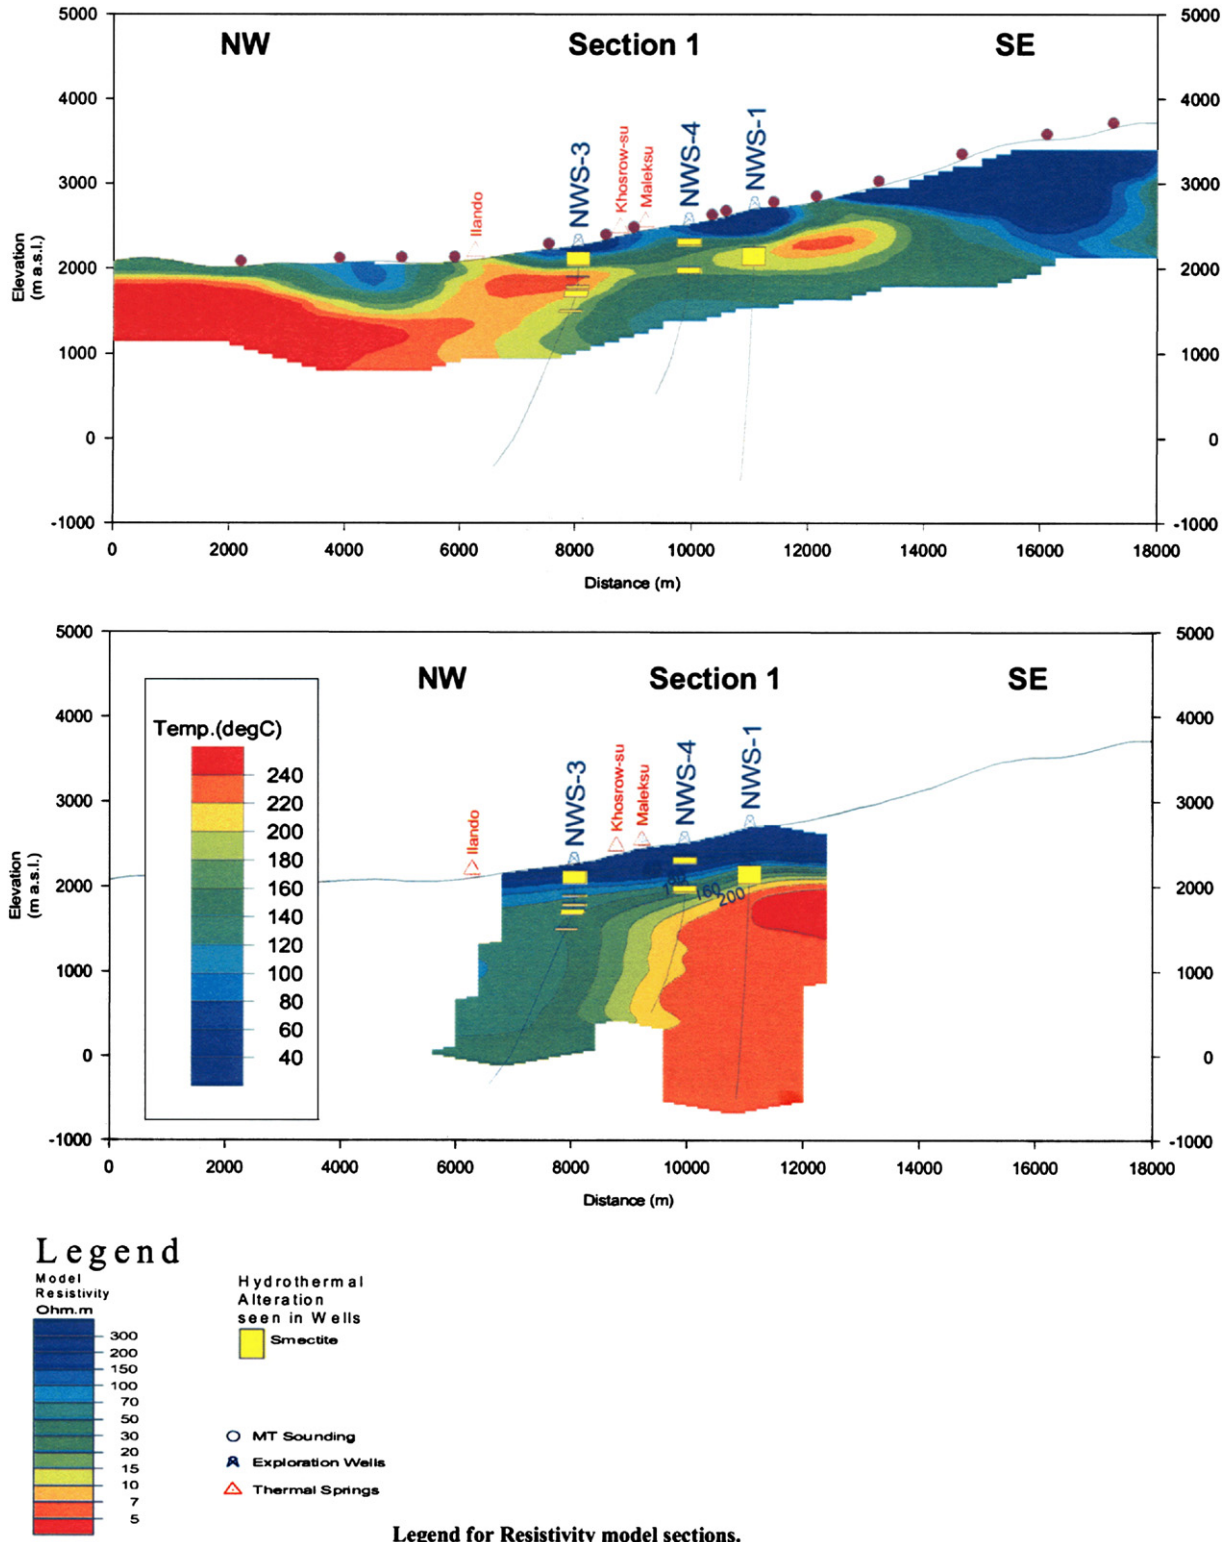 5000
5000
NW
Section 1
SE
4000
4000
3000
3000
2000
2000
1000
1000
0
0
-1000
-1000
Elevation
(m a.s.l.)
Ilando
NWS-3
Khosrow-su
Maleksu
NWS-4
NWS-1
0 2000 4000 6000 8000 10000 12000 14000 16000 18000
Distance (m)
5000
5000
NW
Section 1
SE
4000
4000
3000
3000
2000
2000
1000
1000
0
0
-1000
-1000
Elevation
(m a.s.l.)
Temp.(degC)
240
220
200
180
160
140
120
100
80
60
40
Ilando
NWS-3
Khosrow-su
Maleksu
NWS-4
NWS-1
160
200
0 2000 4000 6000 8000 10000 12000 14000 16000 18000
Distance (m)
Legend
Model
Resistivity
Ohm.m
300
200
150
100
70
50
30
20
15
10
7
5
Hydrothermal
Alteration
seen in Wells
Smectite
MT Sounding
Exploration Wells
Thermal Springs
Legend for Resistivity model sections.